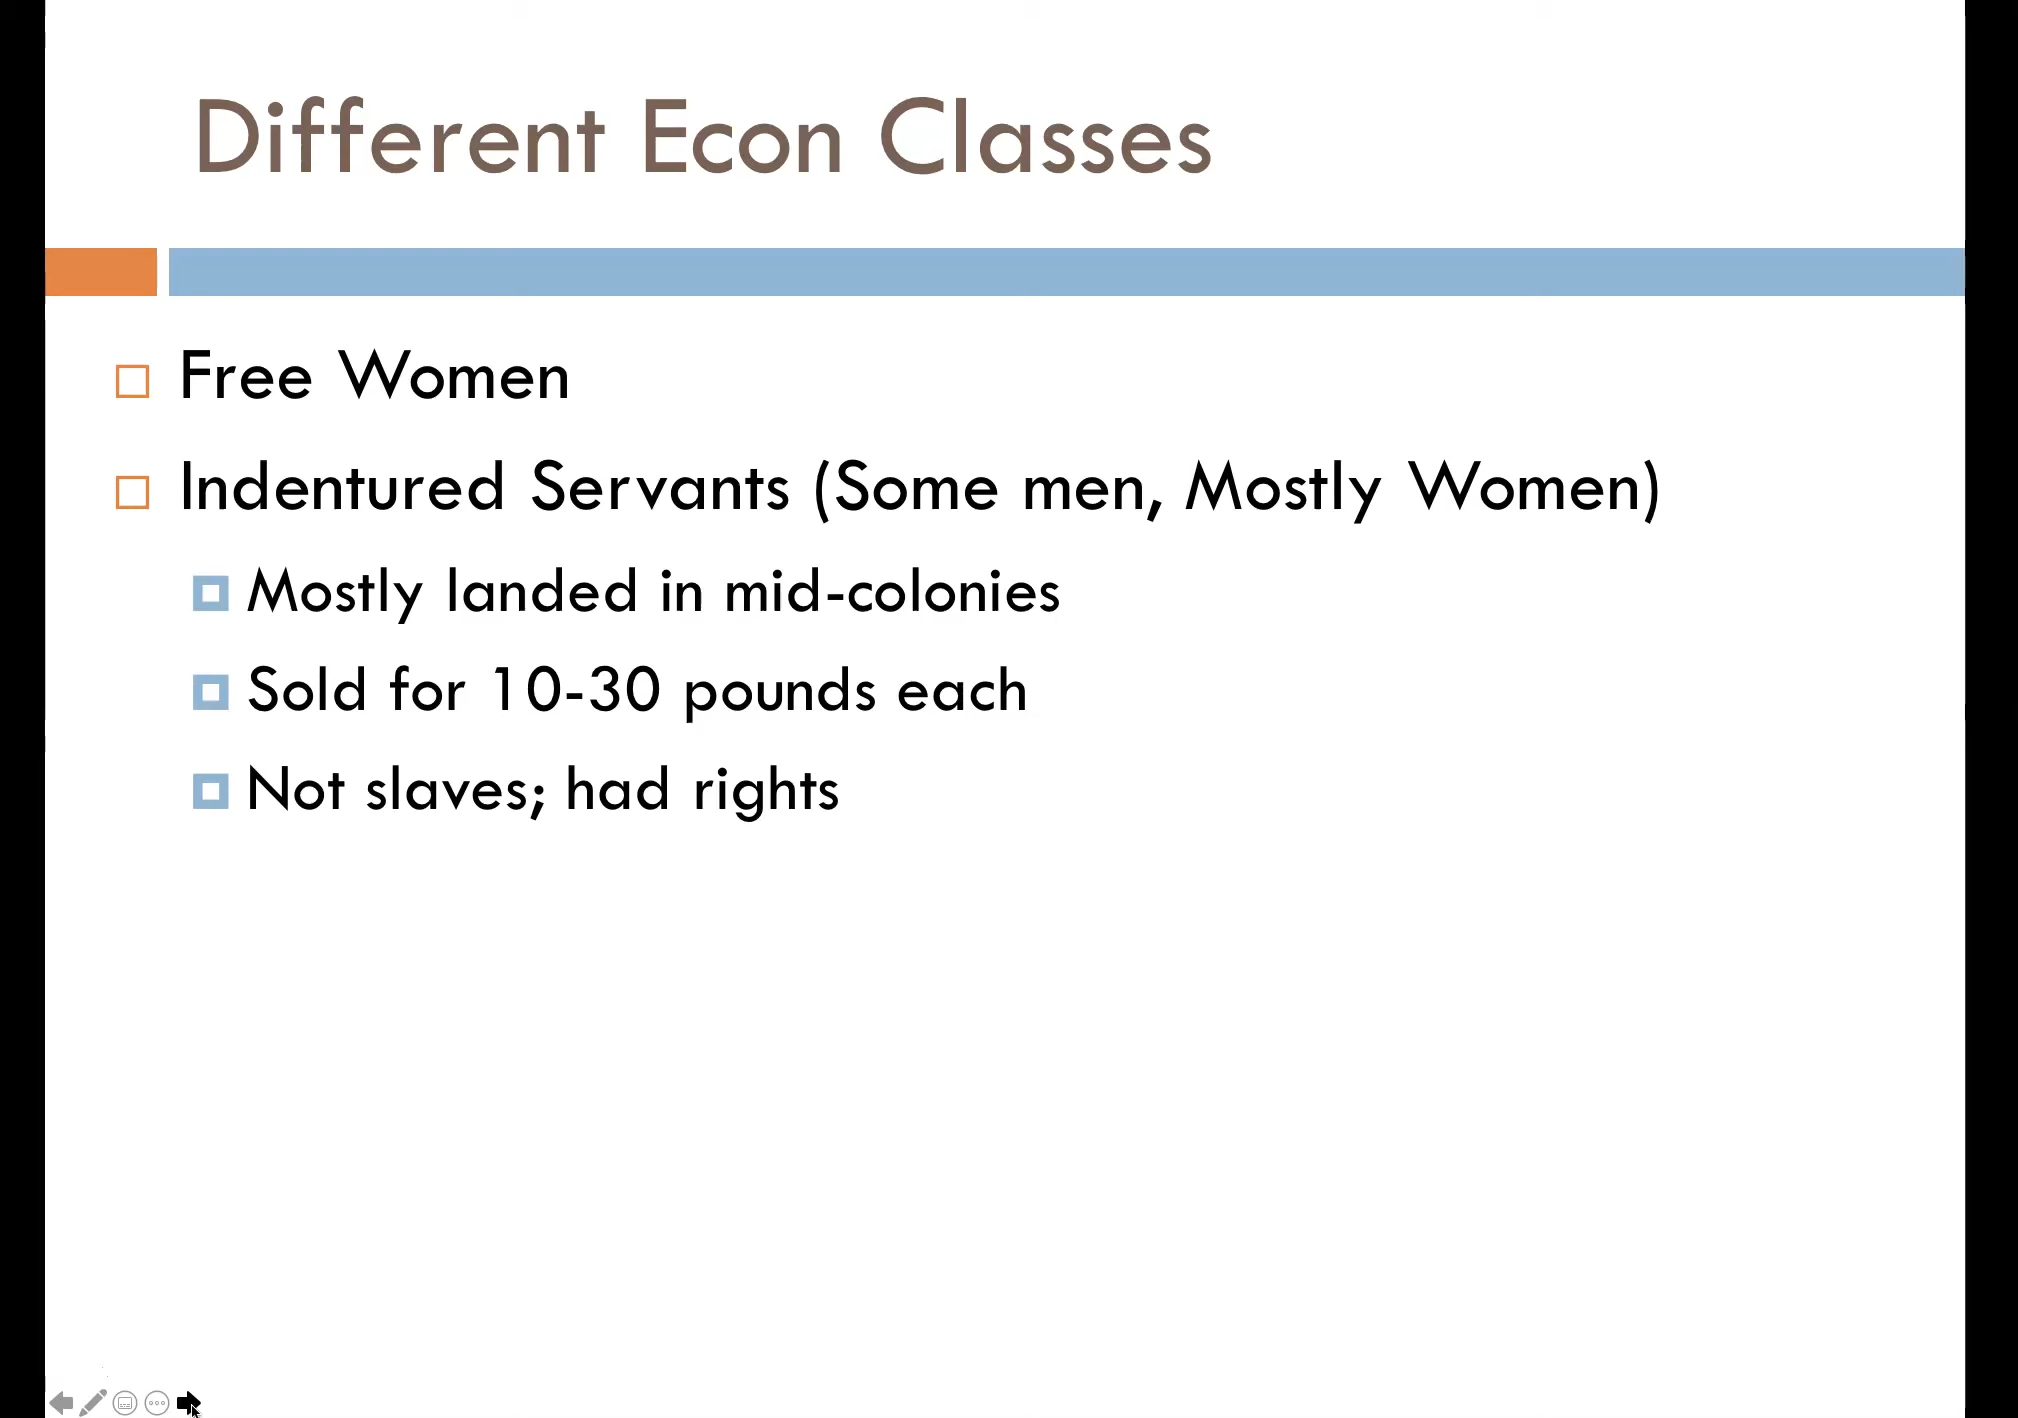 Different Econ Classes
Free Women
Indentured Servants (Some men, Mostly Women)
Mostly landed in mid-colonies
Sold for 10-30 pounds each
Not slaves; had rights